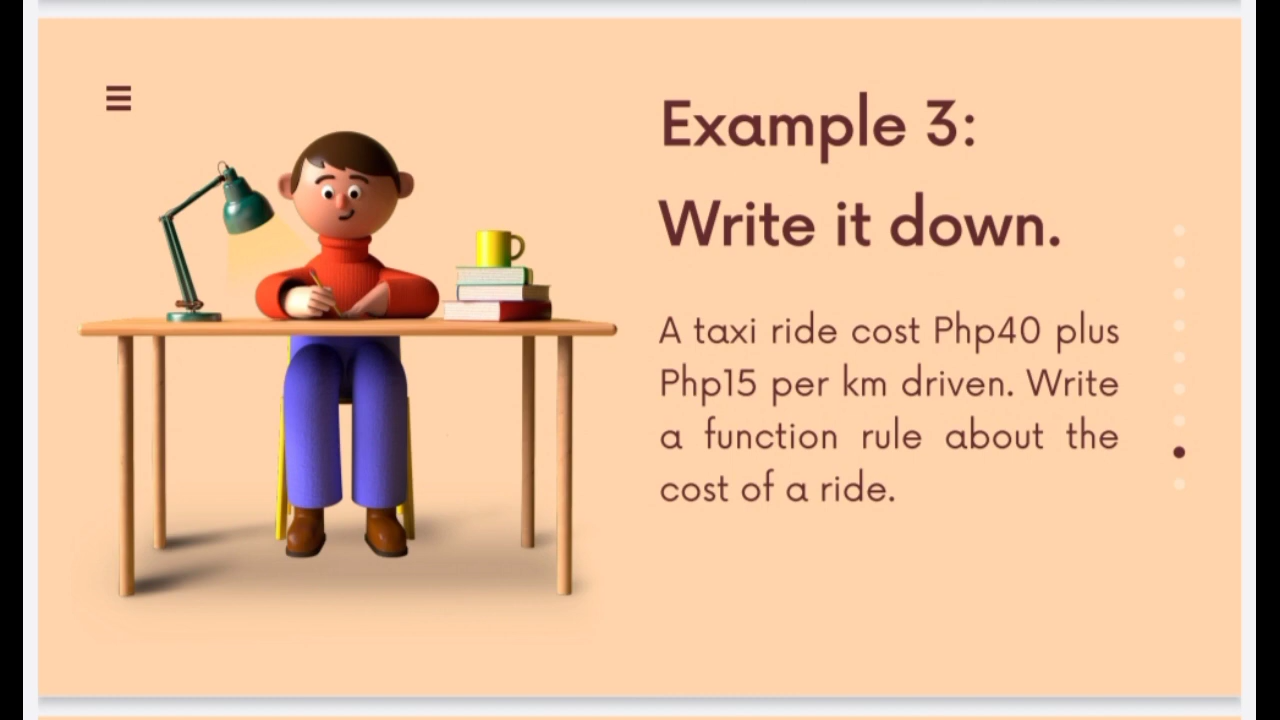 Example 3:
Write it down.
A taxi ride cost Php40 plus
Php15 per km driven. Write
a function rule about the
cost of a ride.